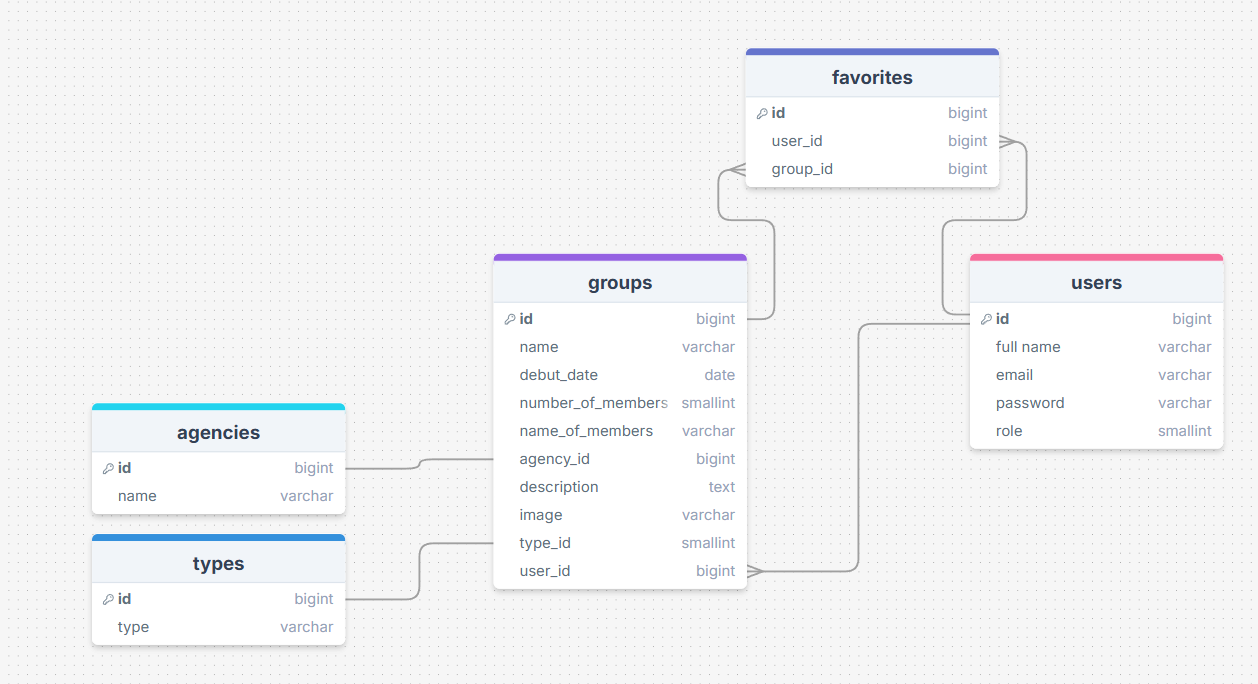 favorites
id bigint
user_id bigint
group_id bigint
groups
id bigint
name varchar
debut_date date
number_of_members smallint
name_of_members varchar
agency_id bigint
description text
image varchar
type_id smallint
user_id bigint
users
id bigint
full name varchar
email varchar
password varchar
role smallint
agencies
id bigint
name varchar
types
id bigint
type varchar